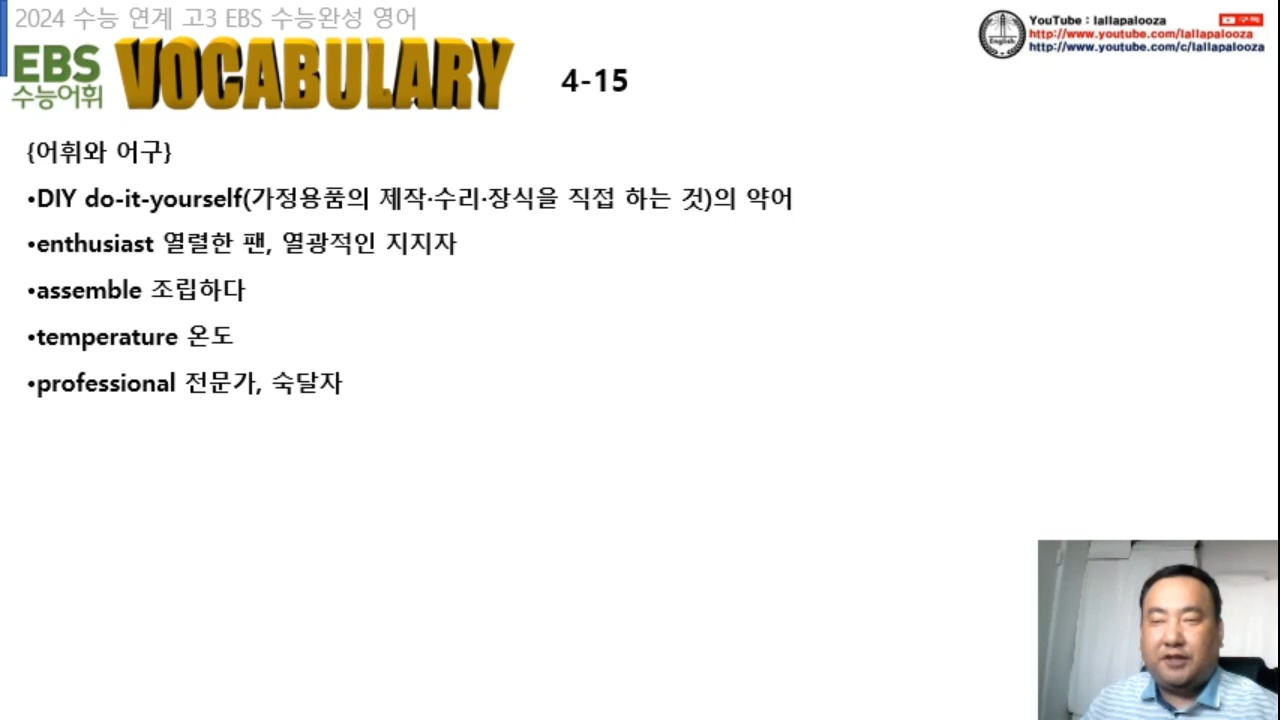 2024 수능 연계 고3 EBS 수능완성 영어
EBS
수능어휘
VOCABULARY
4-15
English
YouTube : lallapalooza
구독
http://www.youtube.com/lallapalooza
http://www.youtube.com/c/lallapalooza
{어휘와 어구}
•DIY do-it-yourself(가정용품의 제작·수리·장식을 직접 하는 것)의 약어
•enthusiast 열렬한 팬, 열광적인 지지자
•assemble 조립하다
•temperature 온도
•professional 전문가, 숙달자